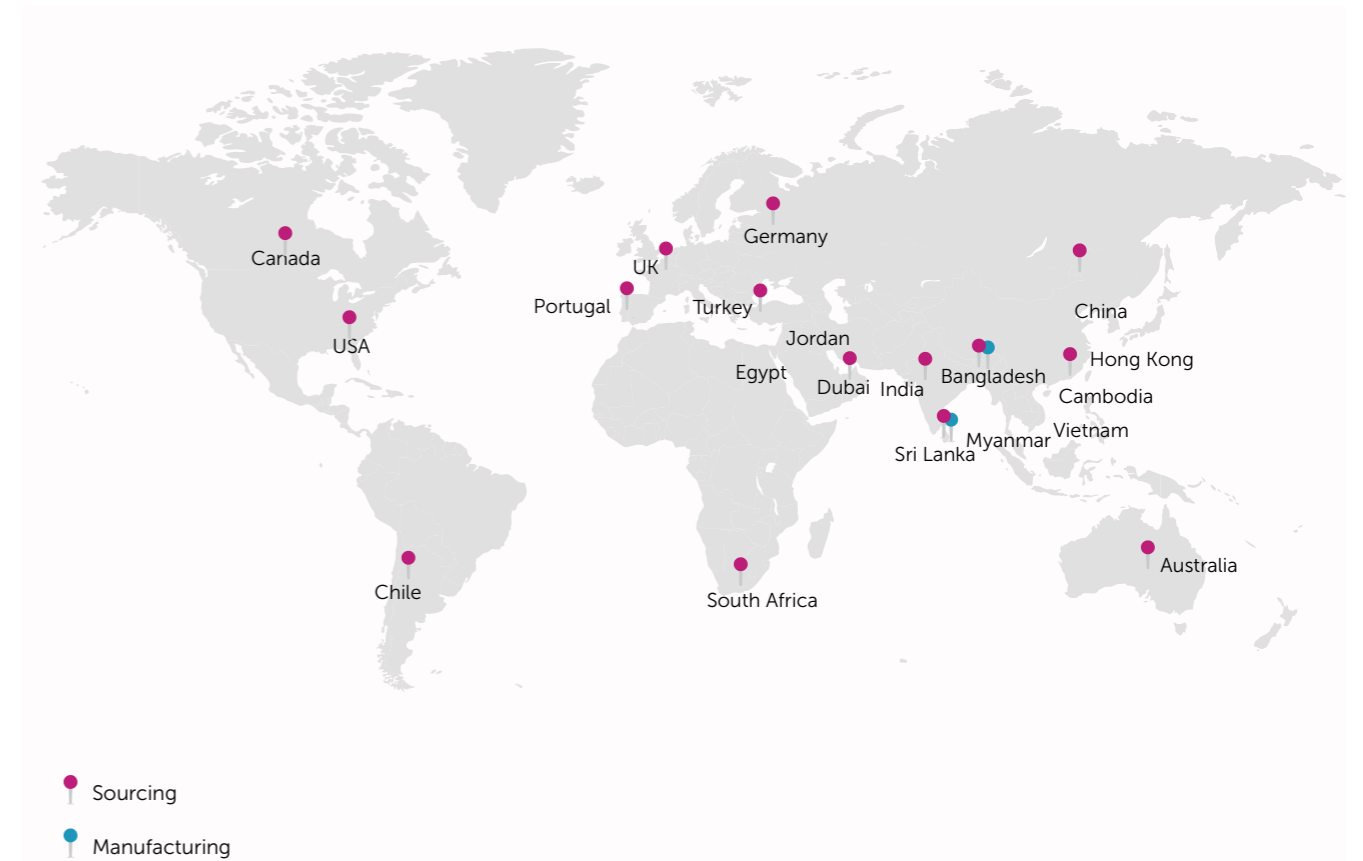 Germany
Canada
UK
Portugal
Turkey
China
USA
Jordan
Hong Kong
Egypt
Dubai
India
Bangladesh
Cambodia
Vietnam
Myanmar
Sri Lanka
Australia
Chile
South Africa
Sourcing
Manufacturing